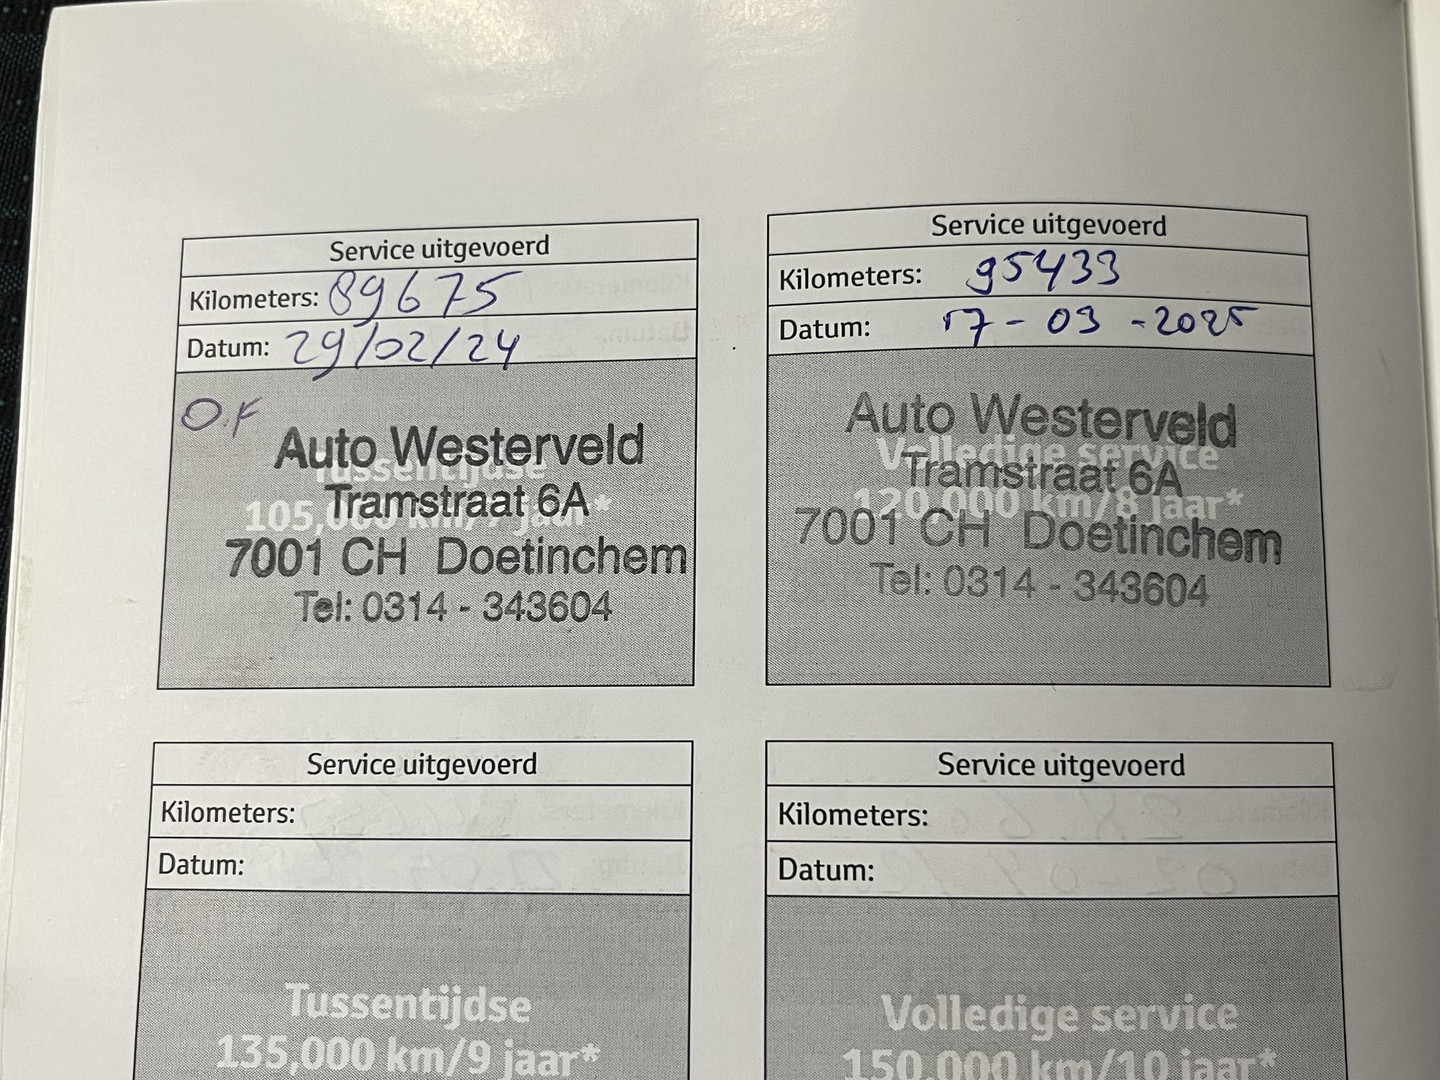 Service uitgevoerd
Kilometers: 89675
Datum: 29/02/24
O.F
Auto Westerveld
Tussentijdse
Tramstraat 6A
105,000 km/7 jaar*
7001 CH Doetinchem
Tel: 0314 - 343604
Service uitgevoerd
Kilometers: 95433
Datum: 17-03-2025
Auto Westerveld
Volledige service
Tramstraat 6A
120,000 km/8 jaar*
7001 CH Doetinchem
Tel: 0314 - 343604
Service uitgevoerd
Kilometers:
Datum:
Tussentijdse
135,000 km/9 jaar*
Service uitgevoerd
Kilometers:
Datum:
Volledige service
150,000 km/10 jaar*